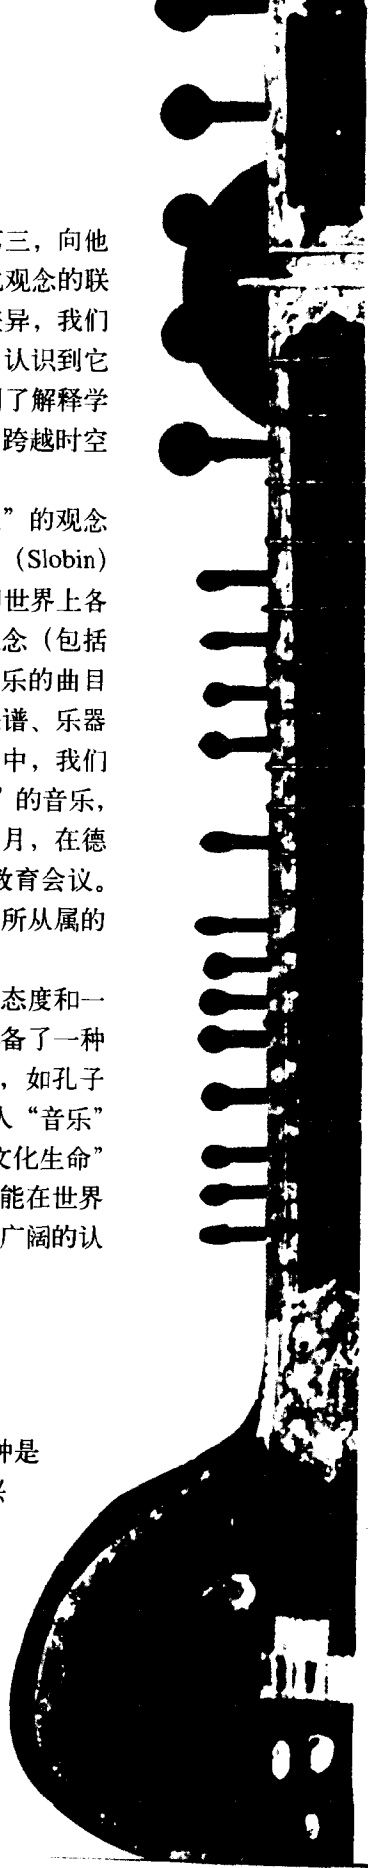 三，向他
观念的联
异，我们
认识到它
了解释学
跨越时空
”的观念
（Slobin）
世界上各
念（包括
乐的曲目
谱、乐器
中，我们
”的音乐，
月，在德
教育会议。
所从属的
态度和一
备了一种
，如孔子
人“音乐”
文化生命”
能在世界
广阔的认
种是